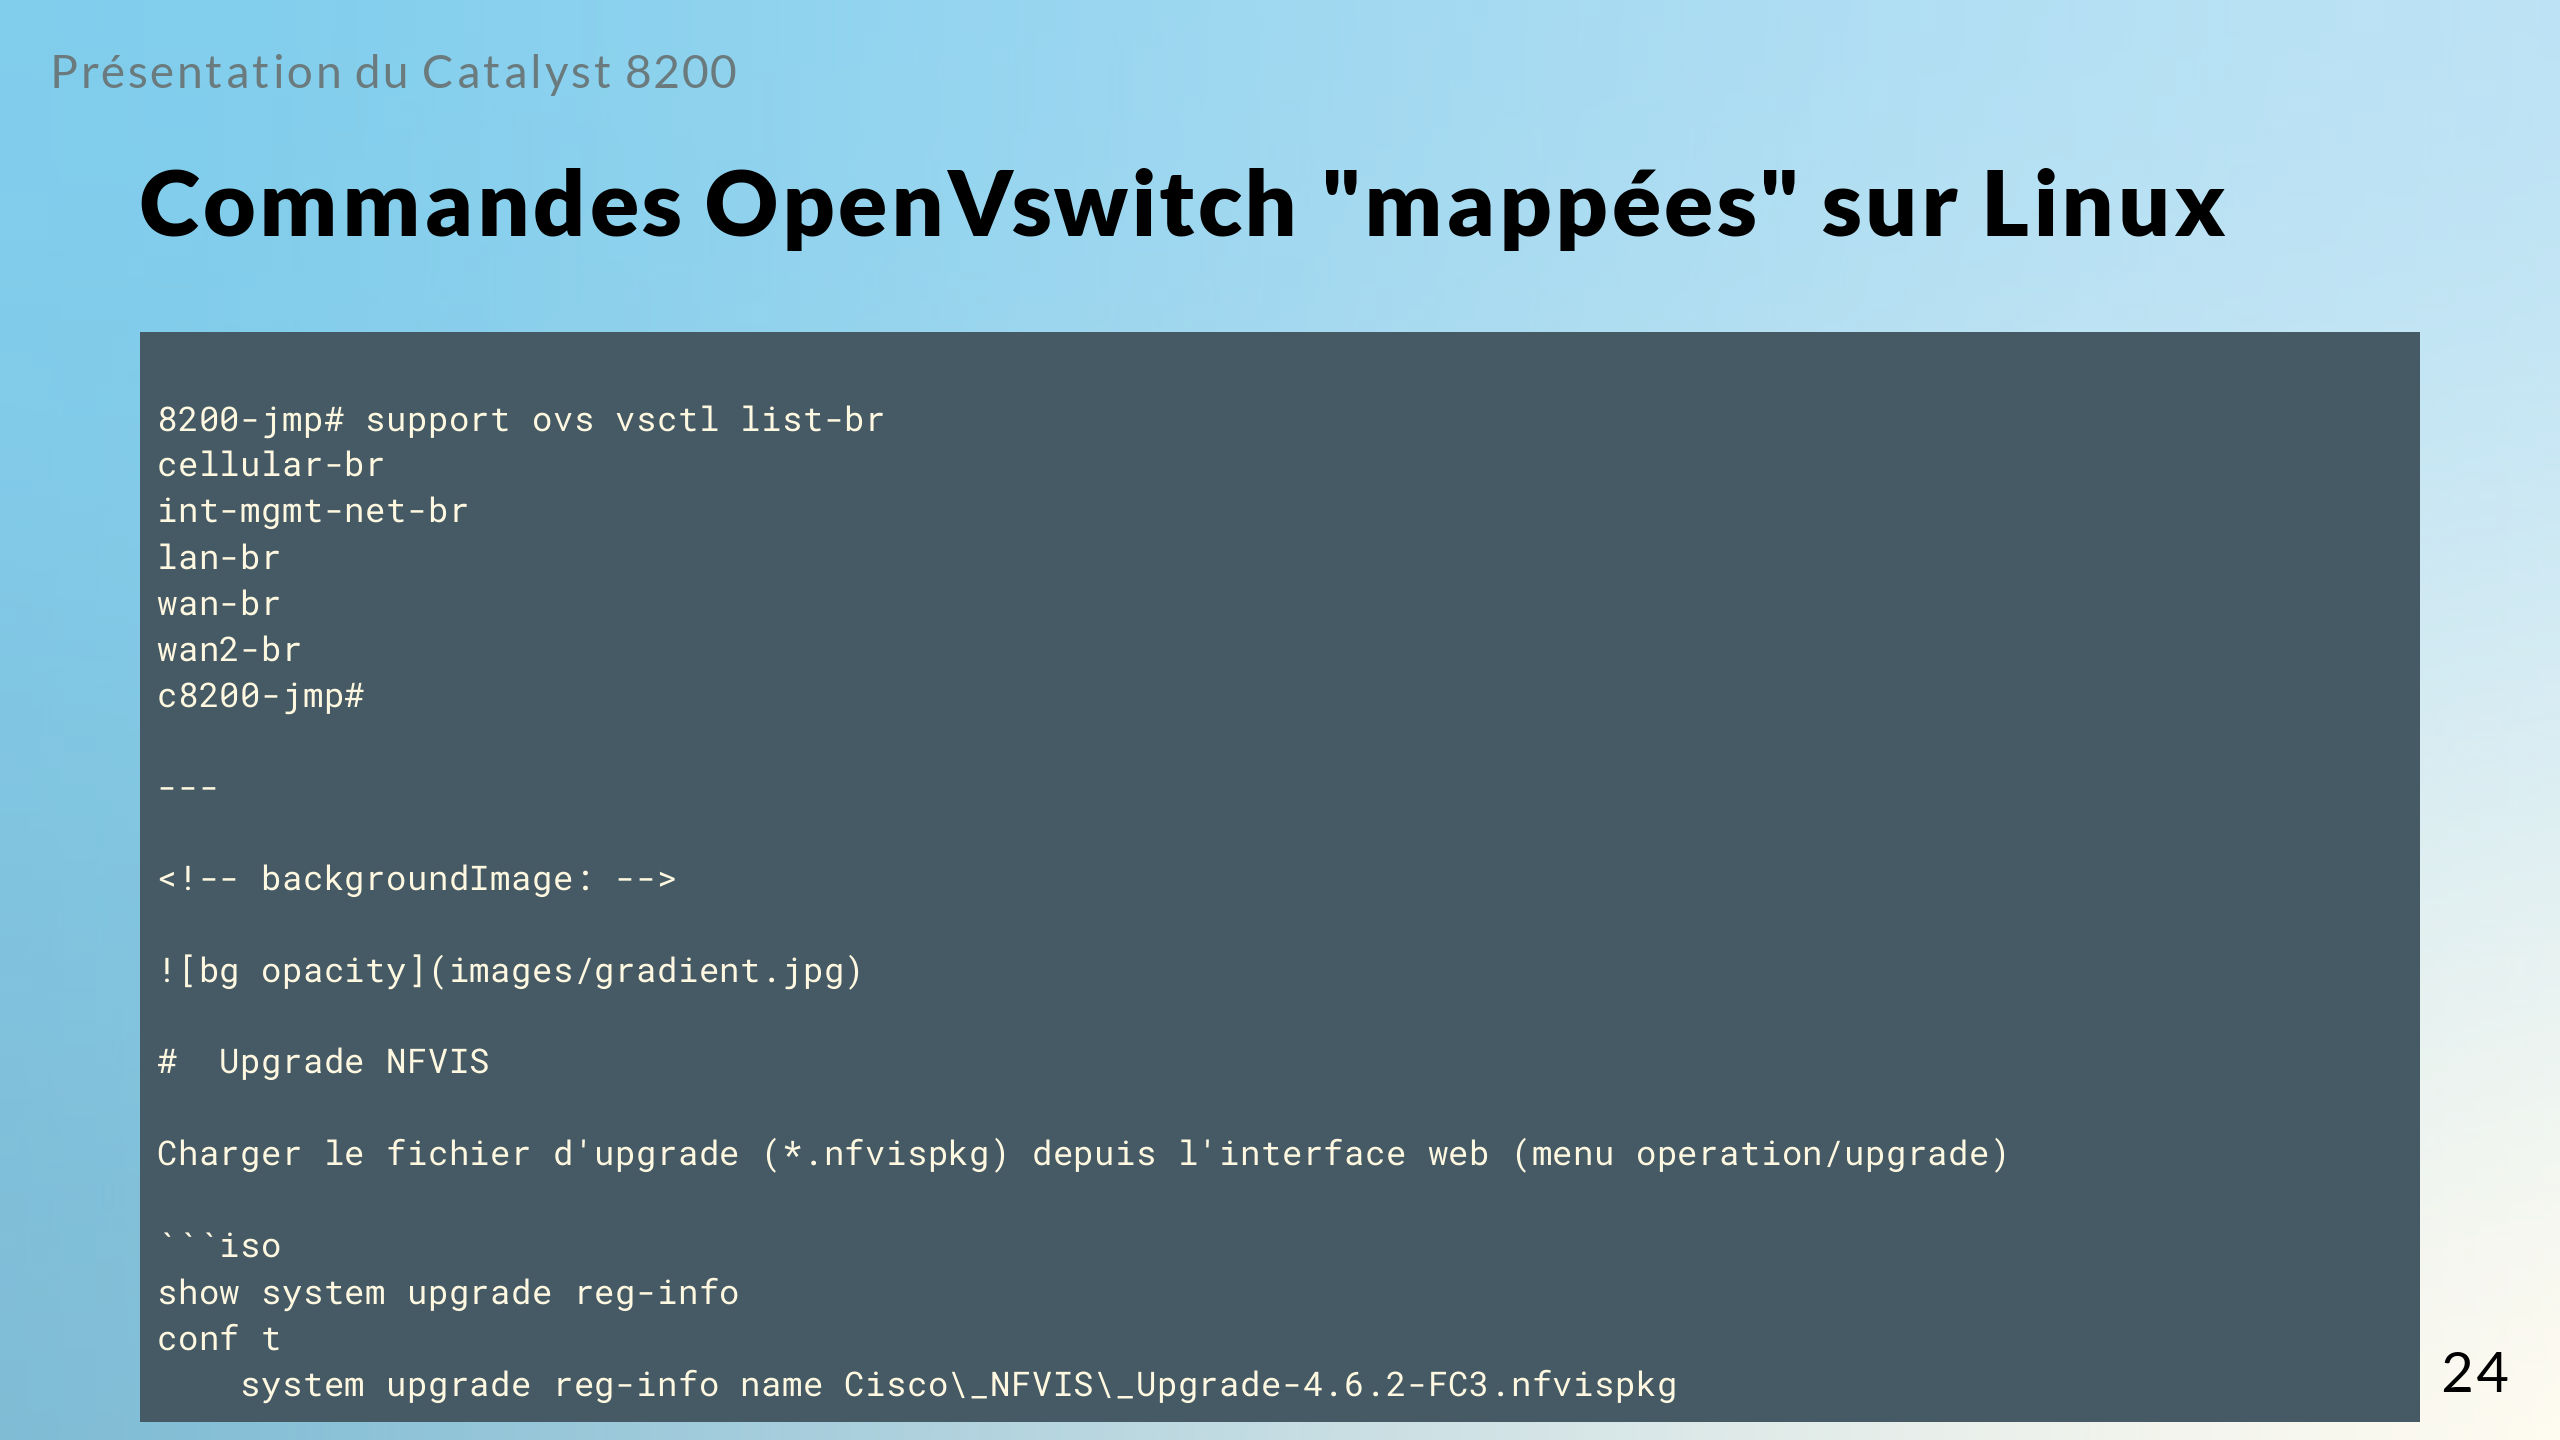 Présentation du Catalyst 8200
Commandes OpenVswitch "mappées" sur Linux
8200-jmp# support ovs vsctl list-br
cellular-br
int-mgmt-net-br
lan-br
wan-br
wan2-br
c8200-jmp#
---
<!-- backgroundImage: -->
![bg opacity](images/gradient.jpg)
#  Upgrade NFVIS
Charger le fichier d'upgrade (*.nfvispkg) depuis l'interface web (menu operation/upgrade)
```iso
show system upgrade reg-info
conf t
    system upgrade reg-info name Cisco\_NFVIS\_Upgrade-4.6.2-FC3.nfvispkg
24